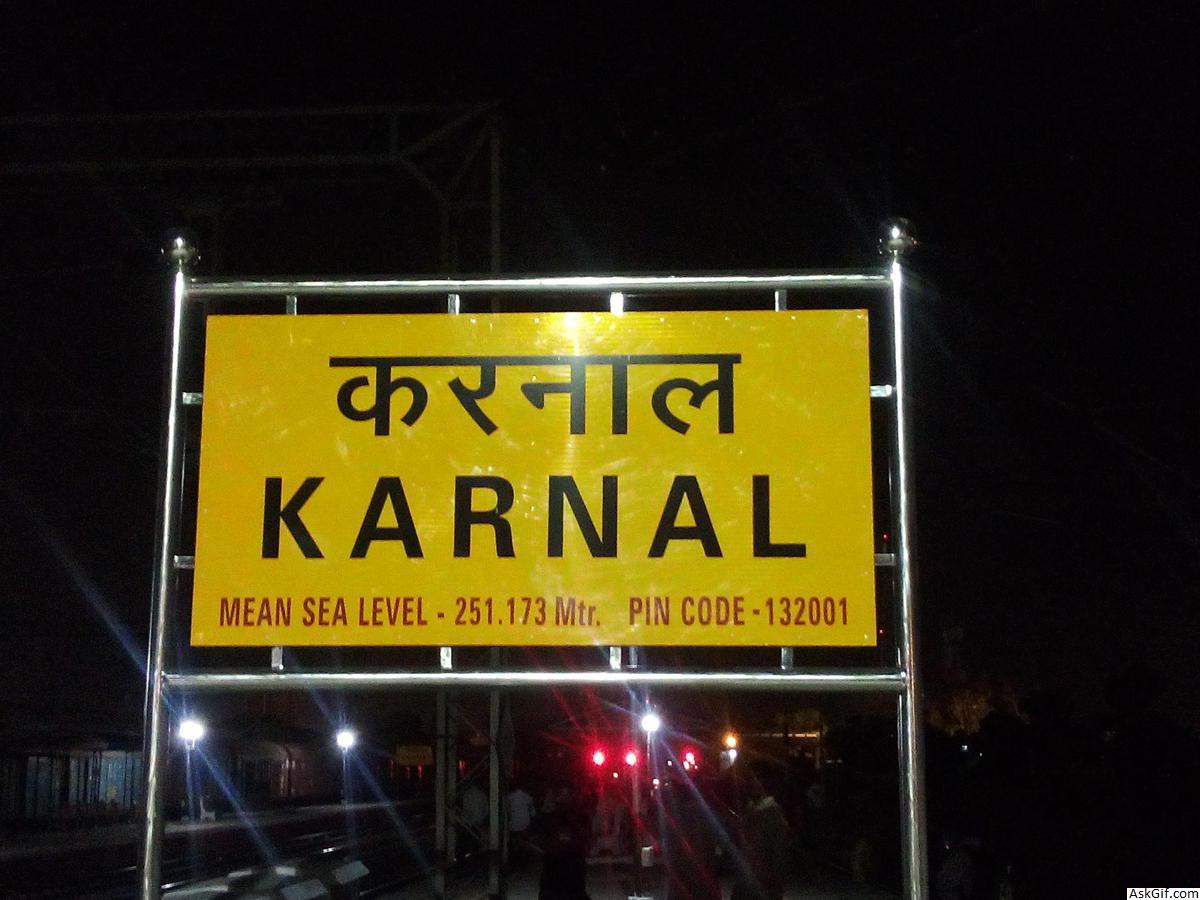 करनाल
KARNAL
MEAN SEA LEVEL - 251.173 Mtr. PIN CODE -132001
AskGif.com